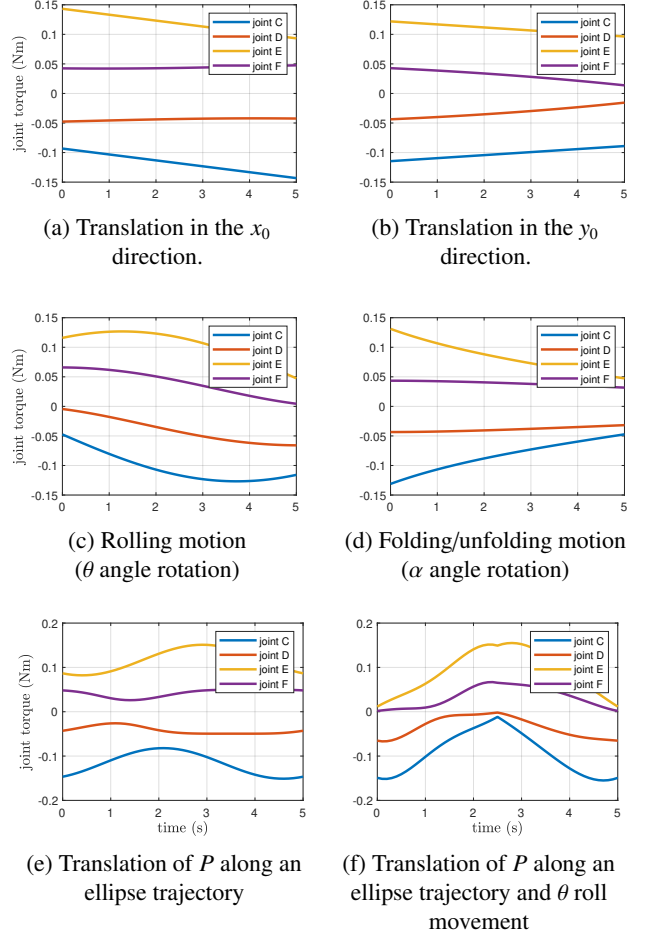 0.15
0.1
0.05
0
-0.05
-0.1
-0.15
joint torque (Nm)
0 1 2 3 4 5
joint C
joint D
joint E
joint F
(a) Translation in the x0
direction.
0.15
0.1
0.05
0
-0.05
-0.1
-0.15
0 1 2 3 4 5
joint C
joint D
joint E
joint F
(b) Translation in the y0
direction.
0.15
0.1
0.05
0
-0.05
-0.1
-0.15
joint torque (Nm)
0 1 2 3 4 5
joint C
joint D
joint E
joint F
(c) Rolling motion
(θ angle rotation)
0.15
0.1
0.05
0
-0.05
-0.1
-0.15
0 1 2 3 4 5
joint C
joint D
joint E
joint F
(d) Folding/unfolding motion
(α angle rotation)
0.2
0.1
0
-0.1
-0.2
joint torque (Nm)
0 1 2 3 4 5
time (s)
joint C
joint D
joint E
joint F
(e) Translation of P along an
ellipse trajectory
0.2
0.1
0
-0.1
-0.2
0 1 2 3 4 5
time (s)
joint C
joint D
joint E
joint F
(f) Translation of P along an
ellipse trajectory and θ roll
movement